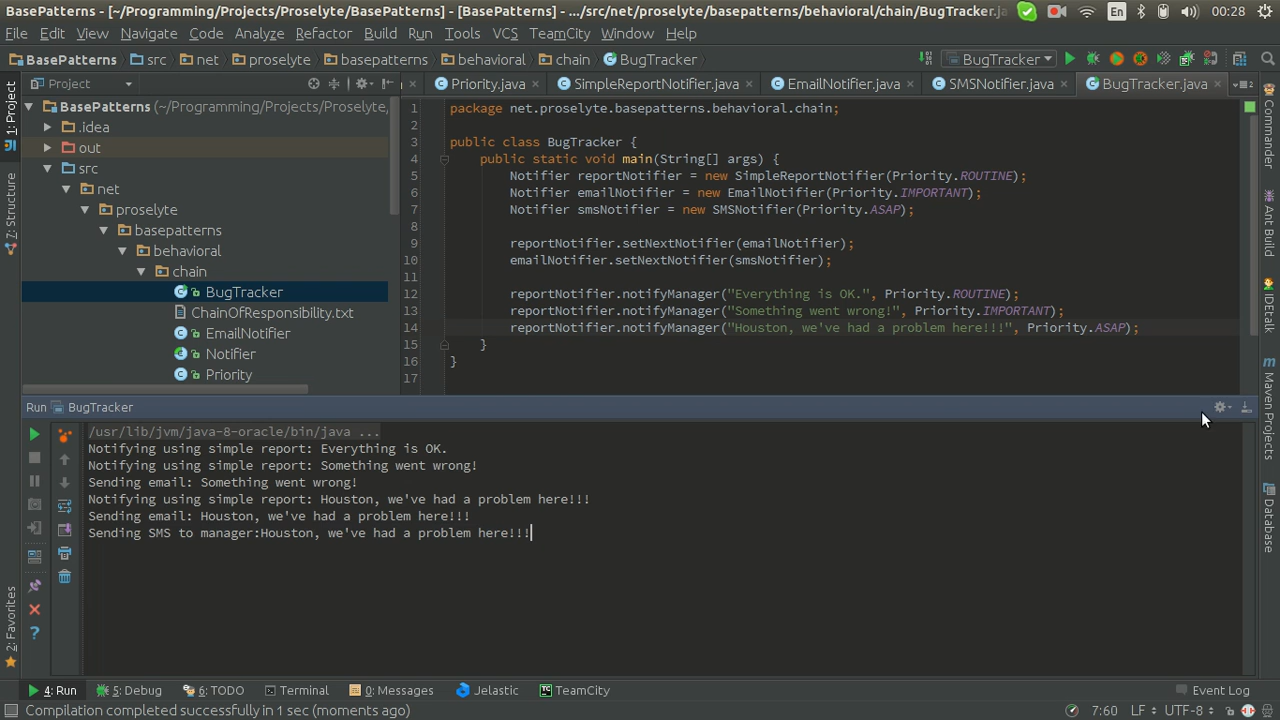 BasePatterns - [~/Programming/Projects/Proselyte/BasePatterns] - [BasePatterns] - .../src/net/proselyte/basepatterns/behavioral/chain/BugTracker.ja
En
00:28
File Edit View Navigate Code Analyze Refactor Build Run Tools VCS TeamCity Window Help
BasePatterns src net proselyte basepatterns behavioral chain BugTracker
BugTracker
Project
Priority.java SimpleReportNotifier.java EmailNotifier.java SMSNotifier.java BugTracker.java
1: Project
7: Structure
2: Favorites
BasePatterns (~/Programming/Projects/Proselyte,
.idea
out
src
net
proselyte
basepatterns
behavioral
chain
BugTracker
ChainOfResponsibility.txt
EmailNotifier
Notifier
Priority
1 package net.proselyte.basepatterns.behavioral.chain;
2
3 public class BugTracker {
4 public static void main(String[] args) {
5 Notifier reportNotifier = new SimpleReportNotifier(Priority.ROUTINE);
6 Notifier emailNotifier = new EmailNotifier(Priority.IMPORTANT);
7 Notifier smsNotifier = new SMSNotifier(Priority.ASAP);
8
9 reportNotifier.setNextNotifier(emailNotifier);
10 emailNotifier.setNextNotifier(smsNotifier);
11
12 reportNotifier.notifyManager("Everything is OK.", Priority.ROUTINE);
13 reportNotifier.notifyManager("Something went wrong!", Priority.IMPORTANT);
14 reportNotifier.notifyManager("Houston, we've had a problem here!!!", Priority.ASAP);
15 }
16 }
17
Commander
Ant Build
IDEtalk
Maven Projects
Database
Run BugTracker
/usr/lib/jvm/java-8-oracle/bin/java ...
Notifying using simple report: Everything is OK.
Notifying using simple report: Something went wrong!
Sending email: Something went wrong!
Notifying using simple report: Houston, we've had a problem here!!!
Sending email: Houston, we've had a problem here!!!
Sending SMS to manager:Houston, we've had a problem here!!!
4: Run 5: Debug 6: TODO Terminal 0: Messages Jelastic TeamCity Event Log
Compilation completed successfully in 1 sec (moments ago)
7:60 LF UTF-8